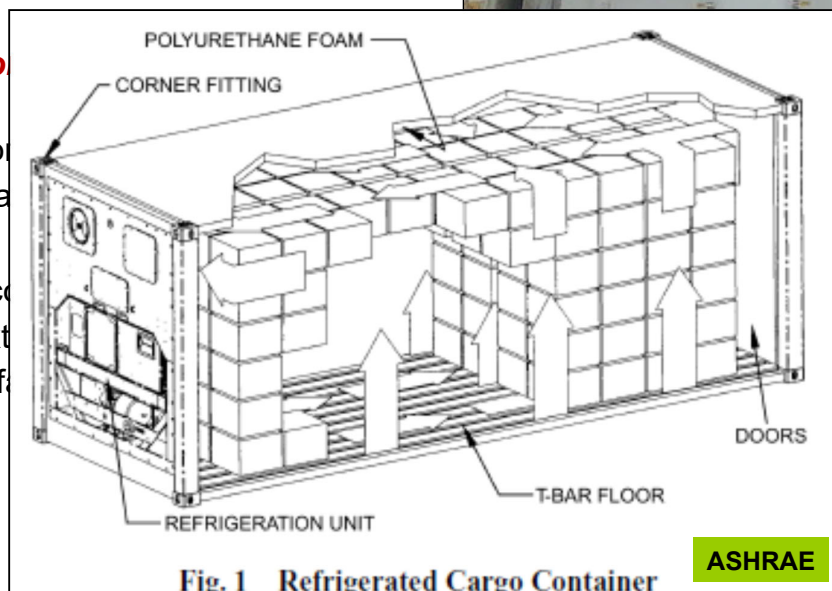 POLYURETHANE FOAM
CORNER FITTING
DOORS
T-BAR FLOOR
REFRIGERATION UNIT
ASHRAE
Fig. 1 Refrigerated Cargo Container